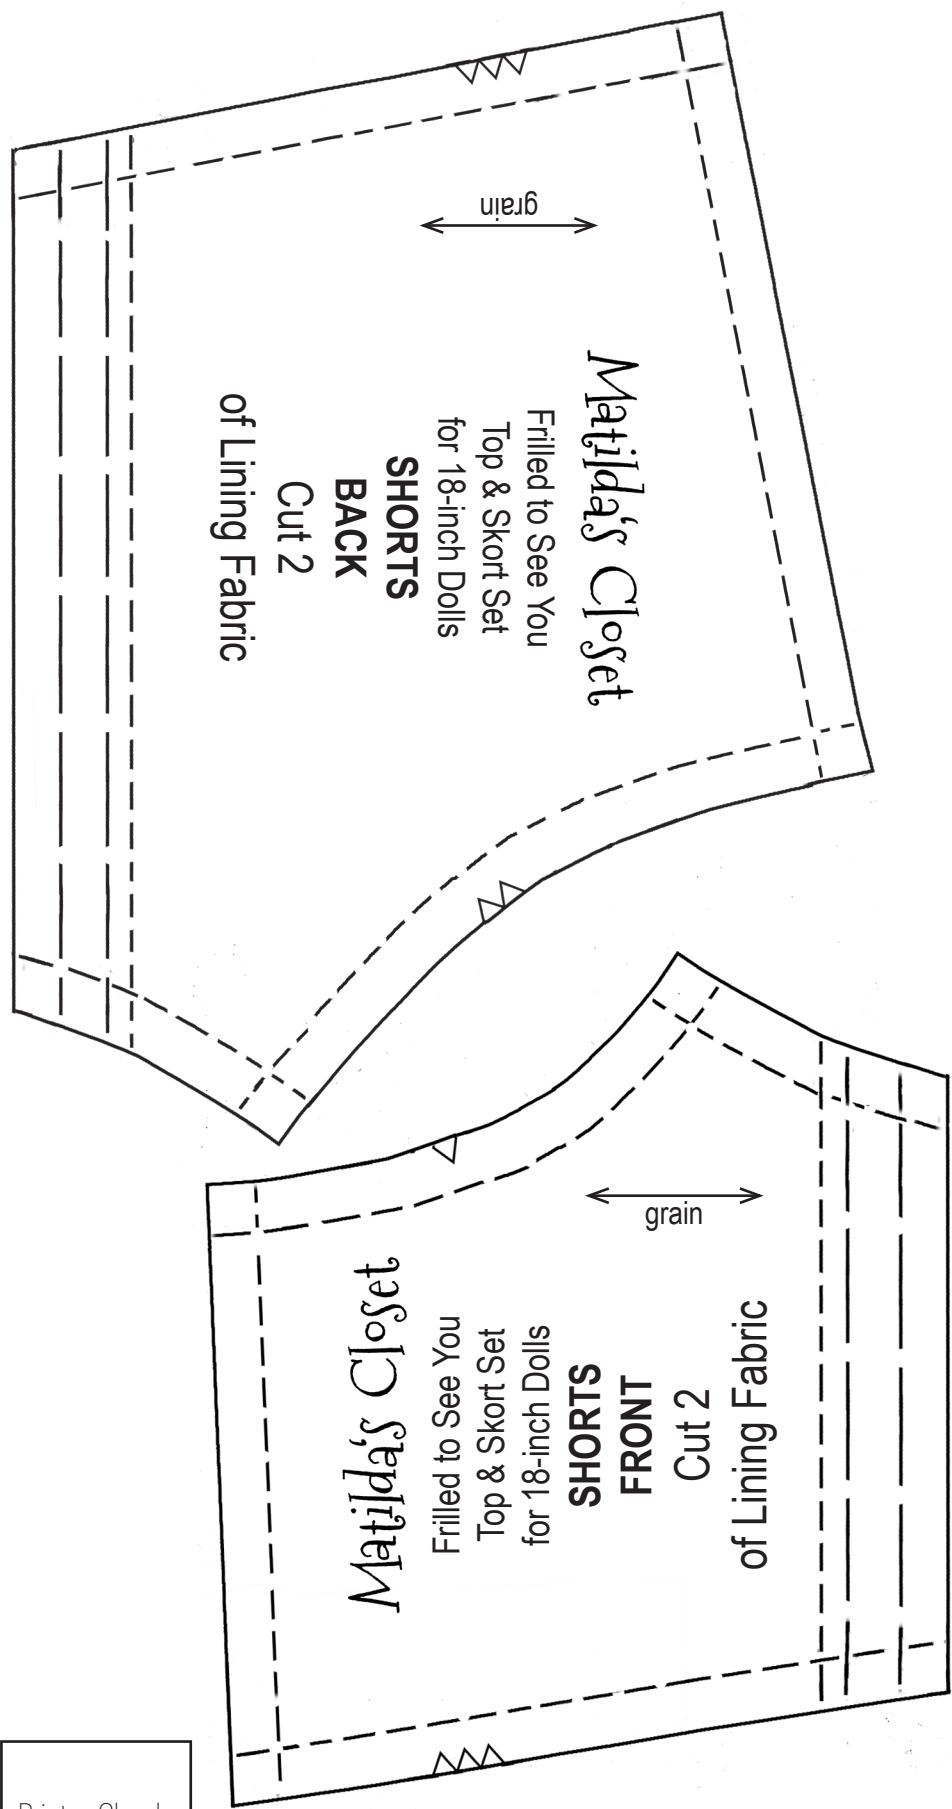 grain
Matilda's Closet
Frilled to See You
Top & Skort Set
for 18-inch Dolls
SHORTS
BACK
Cut 2
of Lining Fabric
grain
Matilda's Closet
Frilled to See You
Top & Skort Set
for 18-inch Dolls
SHORTS
FRONT
Cut 2
of Lining Fabric